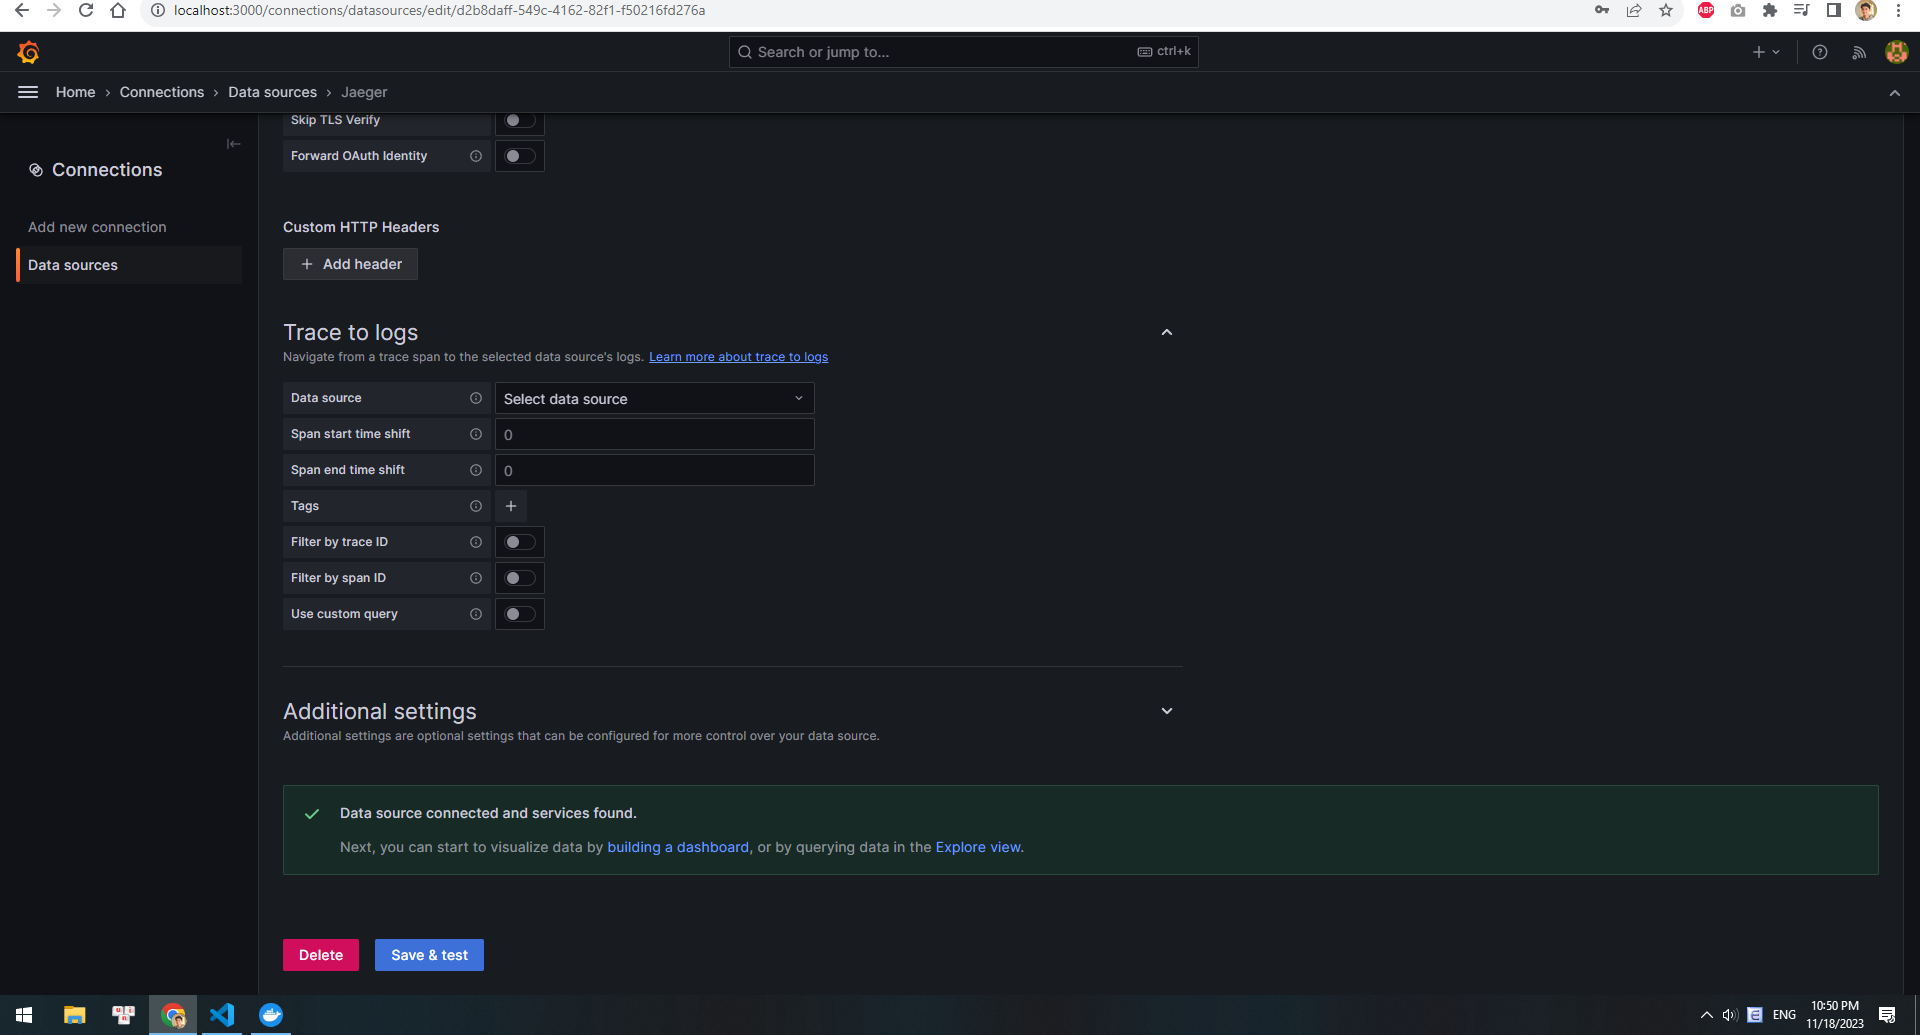 localhost:3000/connections/datasources/edit/d2b8daff-549c-4162-82f1-f50216fd276a
ABP
Search or jump to...
ctrl+k
Home › Connections › Data sources › Jaeger
Connections
Add new connection
Data sources
Skip TLS Verify
Forward OAuth Identity
Custom HTTP Headers
+ Add header
Trace to logs
Navigate from a trace span to the selected data source's logs. Learn more about trace to logs
Data source
Select data source
Span start time shift
0
Span end time shift
0
Tags
+
Filter by trace ID
Filter by span ID
Use custom query
Additional settings
Additional settings are optional settings that can be configured for more control over your data source.
Data source connected and services found.
Next, you can start to visualize data by building a dashboard, or by querying data in the Explore view.
Delete
Save & test
ENG
10:50 PM
11/18/2023